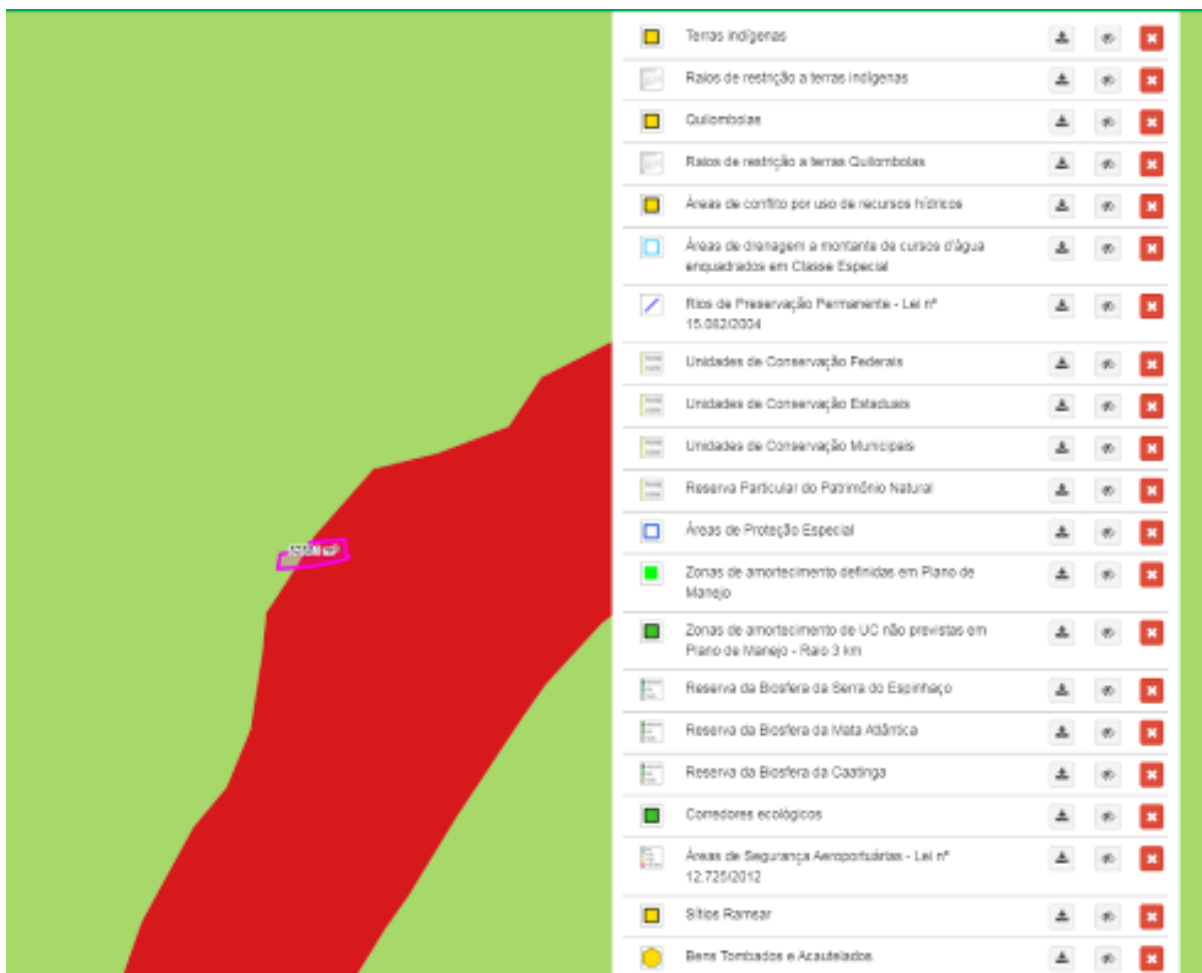 Terras indígenas
Raios de restrição a terras indígenas
Quilombolas
Raios de restrição a terras Quilombolas
Áreas de conflito por uso de recursos hídricos
Áreas de drenagem a montante de cursos d'água
enquadrados em Classe Especial
Rios de Preservação Permanente - Lei nº
15.082/2004
Unidades de Conservação Federais
Unidades de Conservação Estaduais
Unidades de Conservação Municipais
Reserva Particular do Patrimônio Natural
Áreas de Proteção Especial
Zonas de amortecimento definidas em Plano de
Manejo
Zonas de amortecimento de UC não previstas em
Plano de Manejo - Raio 3 km
Reserva da Biosfera da Serra do Espinhaço
Reserva da Biosfera da Mata Atlântica
Reserva da Biosfera da Caatinga
Corredores ecológicos
Áreas de Segurança Aeroportuárias - Lei nº
12.725/2012
Sítios Ramsar
Bens Tombados e Acautelados